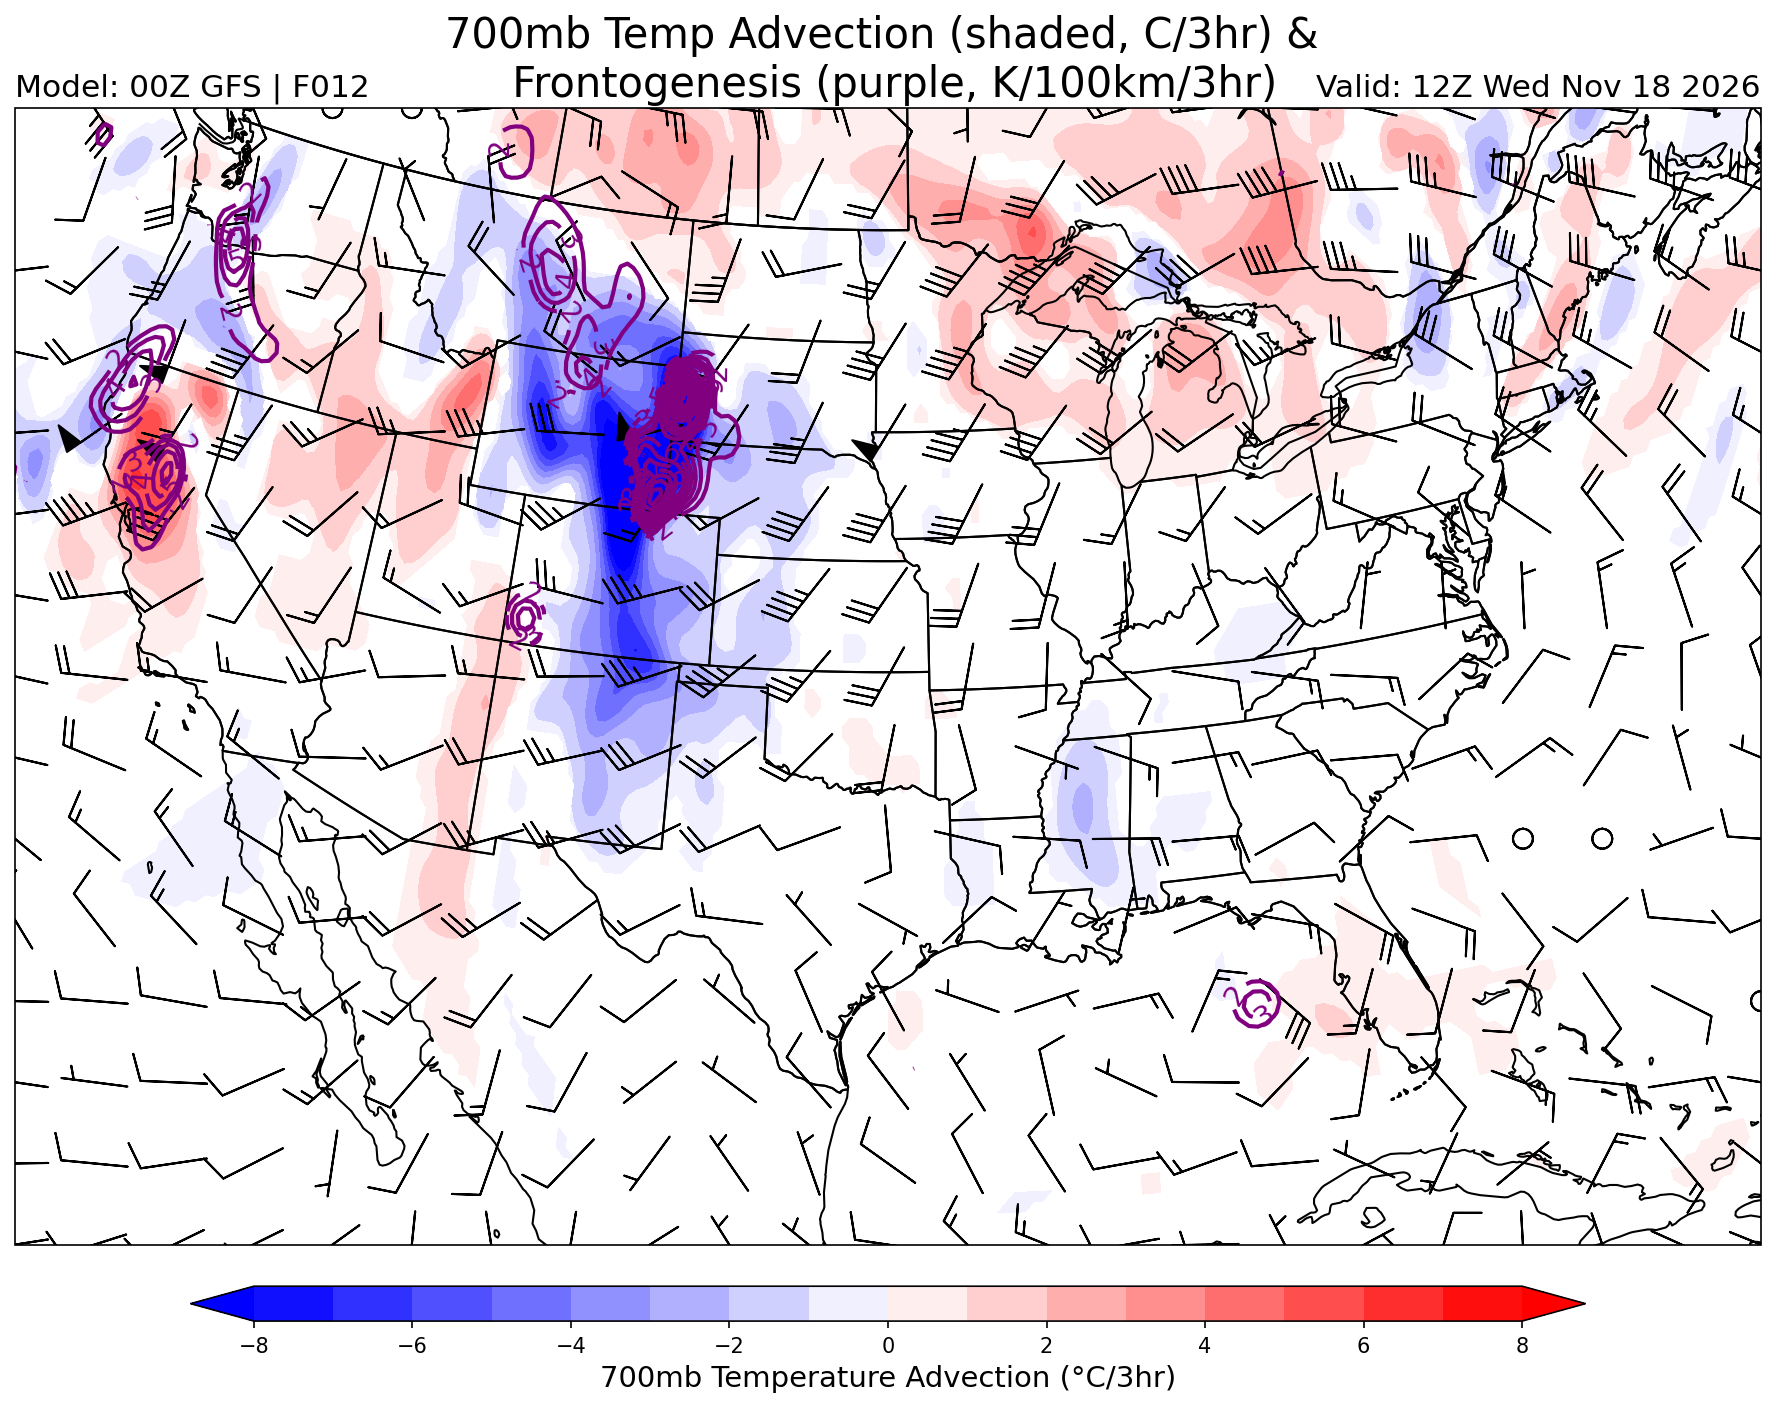 700mb Temp Advection (shaded, C/3hr) &
Model: 00Z GFS | F012
Frontogenesis (purple, K/100km/3hr)
Valid: 12Z Wed Nov 18 2026
−8 −6 −4 −2 0 2 4 6 8
700mb Temperature Advection (°C/3hr)